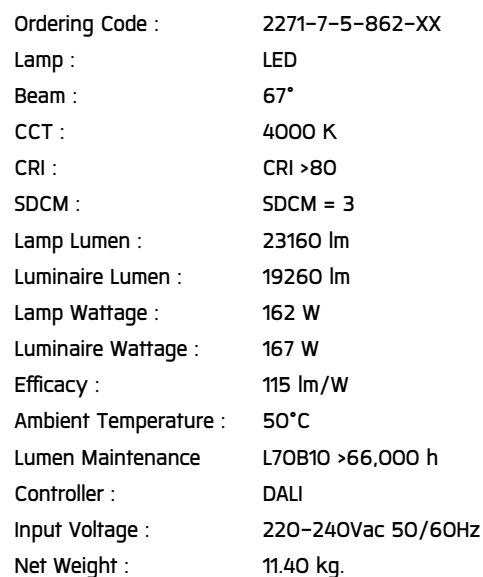 Ordering Code : 2271-7-5-862-XX
Lamp : LED
Beam : 67°
CCT : 4000 K
CRI : CRI >80
SDCM : SDCM = 3
Lamp Lumen : 23160 lm
Luminaire Lumen : 19260 lm
Lamp Wattage : 162 W
Luminaire Wattage : 167 W
Efficacy : 115 lm/W
Ambient Temperature : 50°C
Lumen Maintenance L70B10 >66,000 h
Controller : DALI
Input Voltage : 220-240Vac 50/60Hz
Net Weight : 11.40 kg.